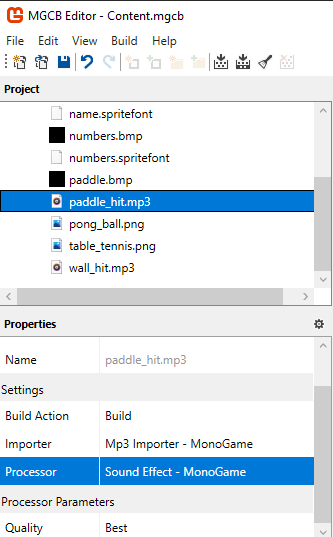 MGCB Editor - Content.mgcb
File Edit View Build Help
Project
name.spritefont
numbers.bmp
numbers.spritefont
paddle.bmp
paddle_hit.mp3
pong_ball.png
table_tennis.png
wall_hit.mp3
Properties
Name paddle_hit.mp3
Settings
Build Action Build
Importer Mp3 Importer - MonoGame
Processor Sound Effect - MonoGame
Processor Parameters
Quality Best